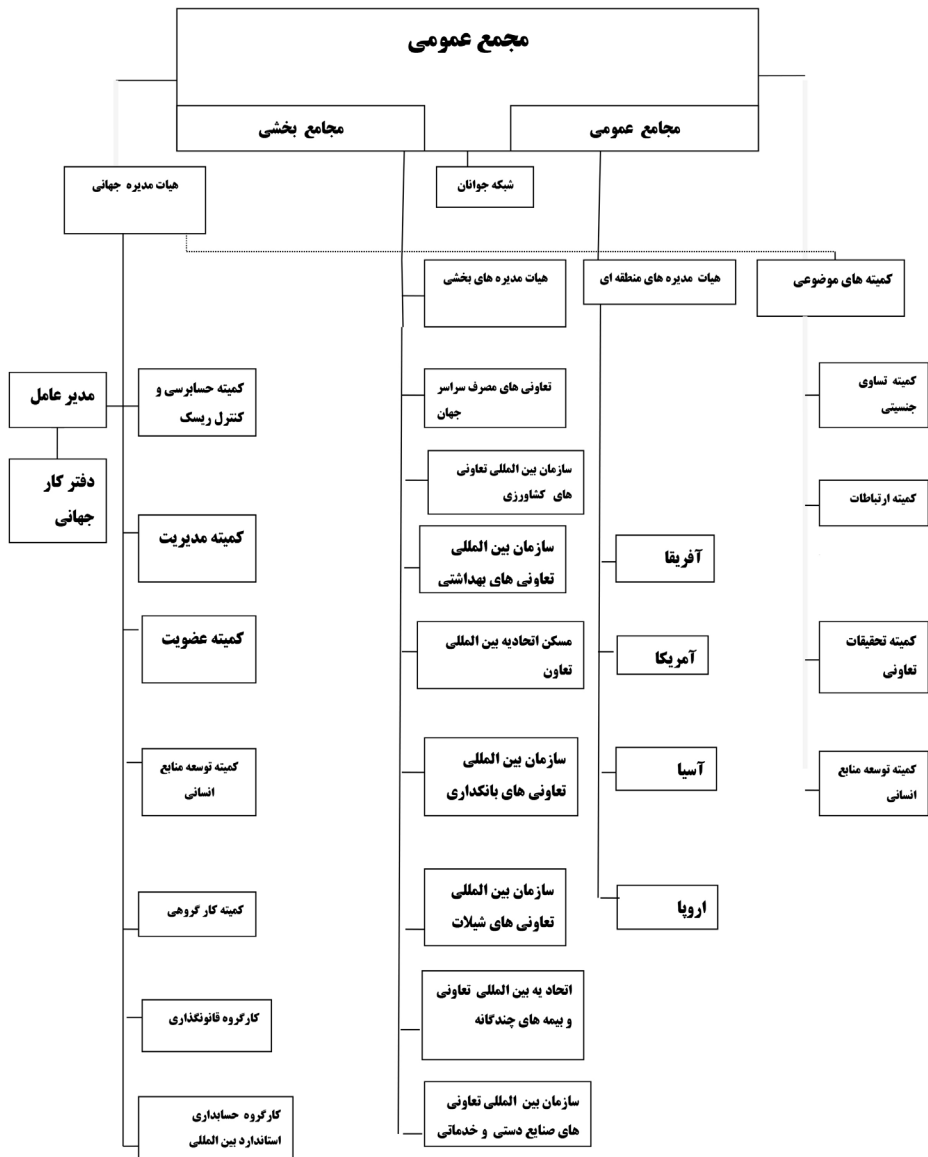 مجمع عمومی
مجامع عمومی
مجامع بخشی
شبکه جوانان
هیات مدیره جهانی
کمیته های موضوعی
هیات مدیره های منطقه ای
هیات مدیره های بخشی
کمیته تساوی
جنسیتی
کمیته ارتباطات
کمیته تحقیقات
تعاونی
کمیته توسعه منابع
انسانی
آفریقا
آمریکا
آسیا
اروپا
تعاونی های مصرف سراسر
جهان
سازمان بین المللی تعاونی
های کشاورزی
سازمان بین المللی
تعاونی های بهداشتی
مسکن اتحادیه بین المللی
تعاون
سازمان بین المللی
تعاونی های بانکداری
سازمان بین المللی
تعاونی های شیلات
اتحاد یه بین المللی تعاونی
و بیمه های چندگانه
سازمان بین المللی تعاونی
های صنایع دستی و خدماتی
کمیته حسابرسی و
کنترل ریسک
کمیته مدیریت
کمیته عضویت
کمیته توسعه منابع
انسانی
کمیته کار گروهی
کارگروه قانونگذاری
کارگروه حسابداری
استاندارد بین المللی
مدیر عامل
دفتر کار
جهانی